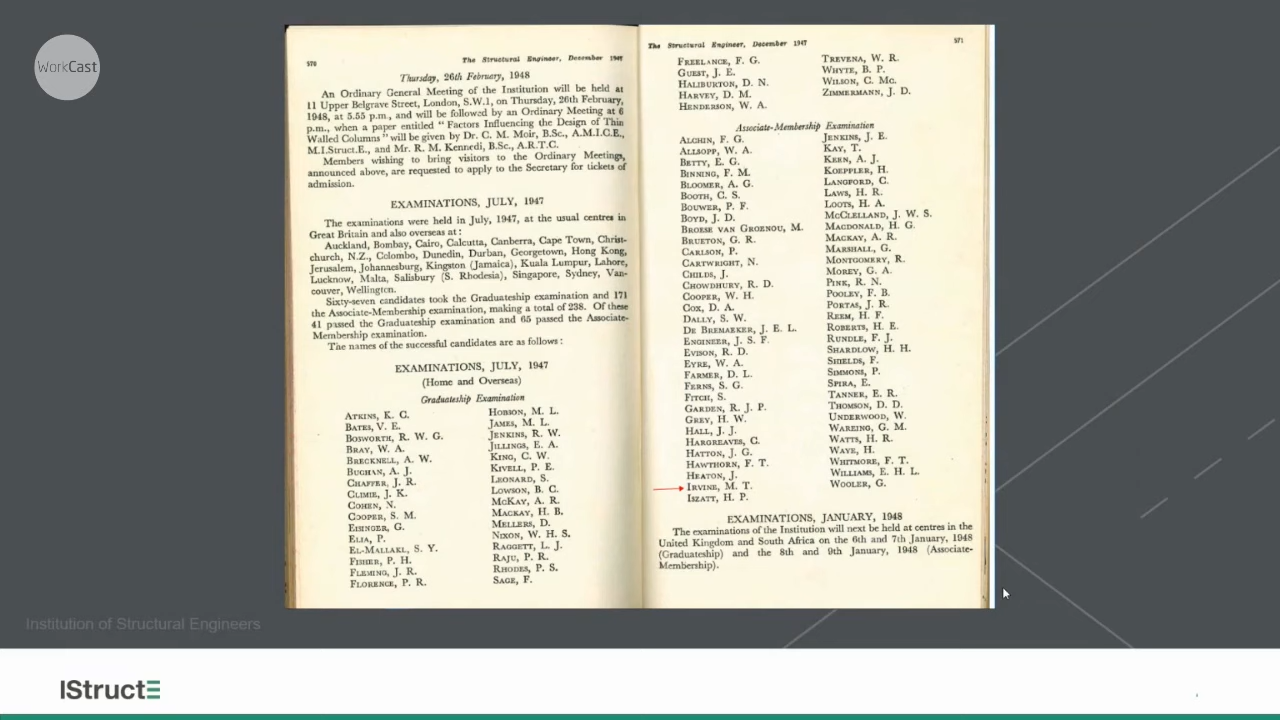 WorkCast
570
The Structural Engineer, December 1947
Thursday, 26th February, 1948
An Ordinary General Meeting of the Institution will be held at
11 Upper Belgrave Street, London, S.W.1, on Thursday, 26th February,
1948, at 5.55 p.m., and will be followed by an Ordinary Meeting at 6
p.m., when a paper entitled "Factors Influencing the Design of Thin
Walled Columns" will be given by Dr. C. M. Moir, B.Sc., A.M.I.C.E.,
M.I.Struct.E., and Mr. R. M. Kennedi, B.Sc., A.R.T.C.
Members wishing to bring visitors to the Ordinary Meetings,
announced above, are requested to apply to the Secretary for tickets of
admission.
EXAMINATIONS, JULY, 1947
The examinations were held in July, 1947, at the usual centres in
Great Britain and also overseas at:
Auckland, Bombay, Cairo, Calcutta, Canberra, Cape Town, Christ-
church, N.Z., Colombo, Dunedin, Durban, Georgetown, Hong Kong,
Jerusalem, Johannesburg, Kingston (Jamaica), Kuala Lumpur, Lahore,
Lucknow, Malta, Salisbury (S. Rhodesia), Singapore, Sydney, Van-
couver, Wellington.
Sixty-seven candidates took the Graduateship examination and 171
the Associate-Membership examination, making a total of 238. Of these
41 passed the Graduateship examination and 65 passed the Associate-
Membership examination.
The names of the successful candidates are as follows:
EXAMINATIONS, JULY, 1947
(Home and Overseas)
Graduateship Examination
ATKINS, K. C.
BATES, V. E.
BOSWORTH, R. W. G.
BRAY, W. A.
BRECKNELL, A. W.
BUCHAN, A. J.
CHAFFER, J. R.
CLIMIE, J. K.
COHEN, N.
COOPER, S. M.
EISINGER, G.
ELIA, P.
EL-MALLAKL, S. Y.
FISHER, P. H.
FLEMING, J. R.
FLORENCE, P. R.
HOBSON, M. L.
JAMES, M. L.
JENKINS, R. W.
JILLINGS, E. A.
KING, C. W.
KIVELL, P. E.
LEONARD, S.
LOWSON, B. C.
MCKAY, A. R.
MACKAY, H. B.
MELLERS, D.
NIXON, W. H. S.
RAGGETT, L. J.
RAJU, P. R.
RHODES, P. S.
SAGE, F.
The Structural Engineer, December 1947
571
FREELANCE, F. G.
GUEST, J. E.
HALIBURTON, D. N.
HARVEY, D. M.
HENDERSON, W. A.
TREVENA, W. R.
WHYTE, B. P.
WILSON, C. Mc.
ZIMMERMANN, J. D.
Associate-Membership Examination
ALCHIN, F. G.
ALLSOPP, W. A.
BETTY, E. G.
BINNING, F. M.
BLOOMER, A. G.
BOOTH, C. S.
BOUWER, P. F.
BOYD, J. D.
BROESE VAN GROENOU, M.
BRUETON, G. R.
CARLSON, P.
CARTWRIGHT, N.
CHILDS, J.
CHOWDHURY, R. D.
COOPER, W. H.
COX, D. A.
DALLY, S. W.
DE BREMAEKER, J. E. L.
ENGINEER, J. S. F.
EVISON, R. D.
EYRE, W. A.
FARMER, D. L.
FERNS, S. G.
FITCH, S.
GARDEN, R. J. P.
GREY, H. W.
HALL, J. J.
HARGREAVES, C.
HATTON, J. G.
HAWTHORN, F. T.
HEATON, J.
IRVINE, M. T.
ISZATT, H. P.
JENKINS, J. E.
KAY, T.
KERN, A. J.
KOEPPLER, H.
LANGFORD, C.
LAWS, H. R.
LOOTS, H. A.
MCCLELLAND, J. W. S.
MACDONALD, H. G.
MACKAY, A. R.
MARSHALL, G.
MONTGOMERY, R.
MOREY, G. A.
PINK, R. N.
POOLEY, F. B.
PORTAS, J. R.
REEM, H. F.
ROBERTS, H. E.
RUNDLE, F. J.
SHARDLOW, H. H.
SHIELDS, F.
SIMMONS, P.
SPIRA, E.
TANNER, E. R.
THOMSON, D. D.
UNDERWOOD, W.
WAREING, G. M.
WATTS, H. R.
WAYE, H.
WHITMORE, F. T.
WILLIAMS, E. H. L.
WOOLER, G.
EXAMINATIONS, JANUARY, 1948
The examinations of the Institution will next be held at centres in the
United Kingdom and South Africa on the 6th and 7th January, 1948
(Graduateship) and the 8th and 9th January, 1948 (Associate-
Membership).
Institution of Structural Engineers
IStructE